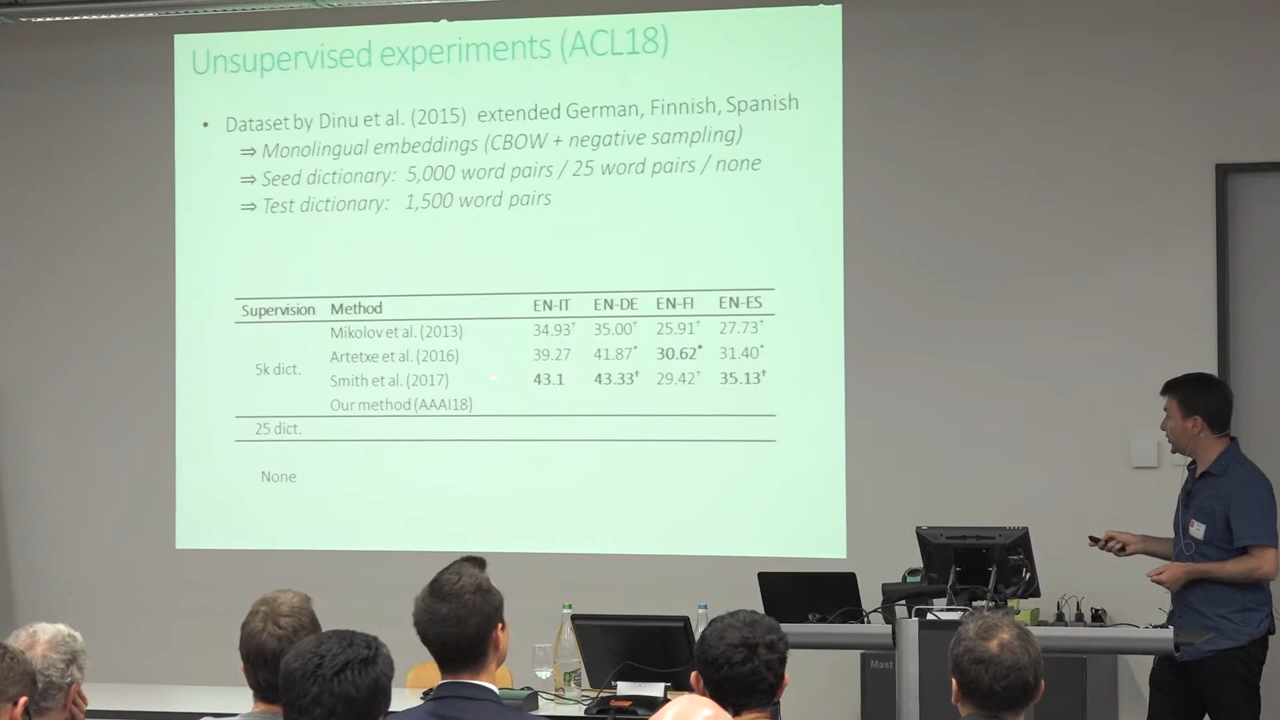 Unsupervised experiments (ACL18)
• Dataset by Dinu et al. (2015) extended German, Finnish, Spanish
⇒ Monolingual embeddings (CBOW + negative sampling)
⇒ Seed dictionary: 5,000 word pairs / 25 word pairs / none
⇒ Test dictionary: 1,500 word pairs
Supervision Method EN-IT EN-DE EN-FI EN-ES
Mikolov et al. (2013) 34.93† 35.00† 25.91† 27.73†
Artetxe et al. (2016) 39.27 41.87* 30.62* 31.40*
5k dict.
Smith et al. (2017) 43.1 43.33† 29.42† 35.13†
Our method (AAAI18)
25 dict.
None
Mast